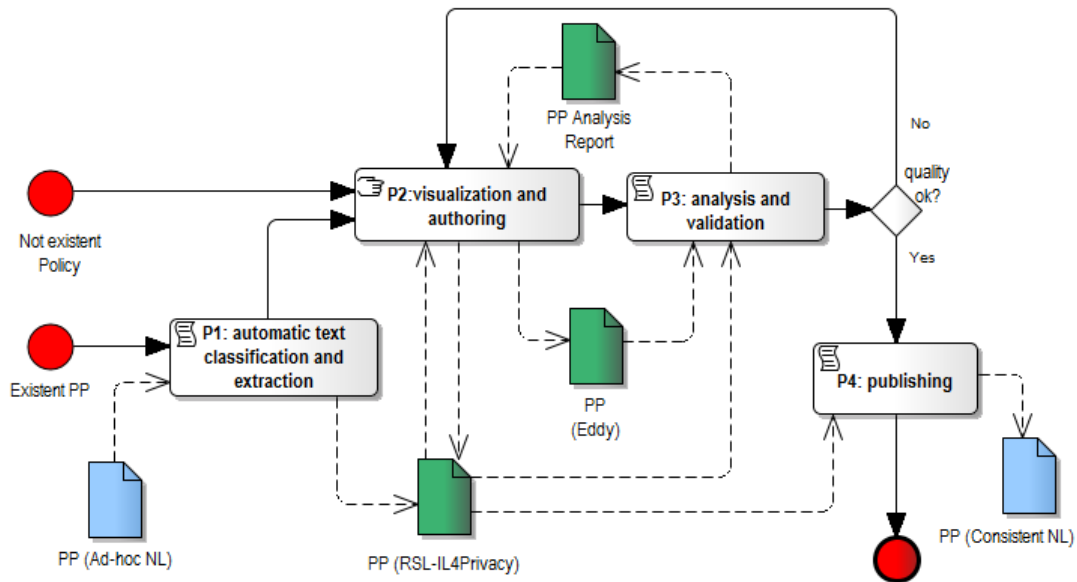 PP Analysis
Report
No
quality
ok?
Yes
P2:visualization and
authoring
P3: analysis and
validation
Not existent
Policy
P1: automatic text
classification and
extraction
Existent PP
PP
(Eddy)
P4: publishing
PP (Ad-hoc NL)
PP (RSL-IL4Privacy)
PP (Consistent NL)